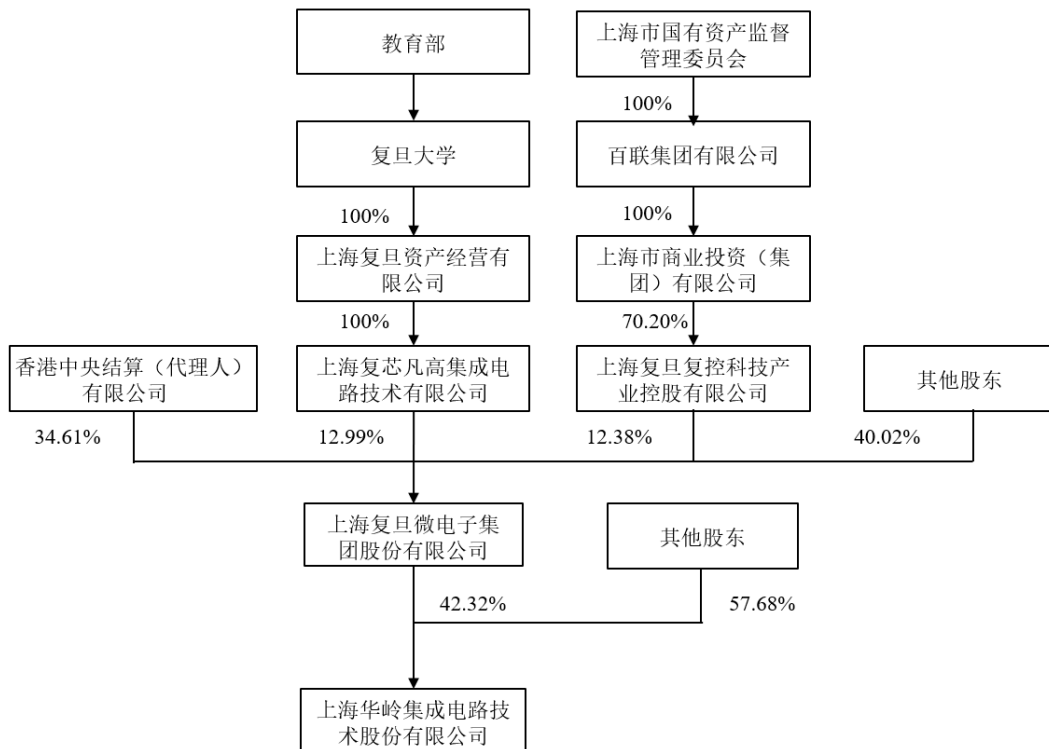 教育部
上海市国有资产监督
管理委员会
100%
复旦大学
百联集团有限公司
100%
100%
上海复旦资产经营有
限公司
上海市商业投资（集
团）有限公司
100%
70.20%
香港中央结算（代理人）
有限公司
上海复芯凡高集成电
路技术有限公司
上海复旦复控科技产
业控股有限公司
其他股东
34.61%
12.99%
12.38%
40.02%
上海复旦微电子集
团股份有限公司
其他股东
42.32%
57.68%
上海华岭集成电路技
术股份有限公司